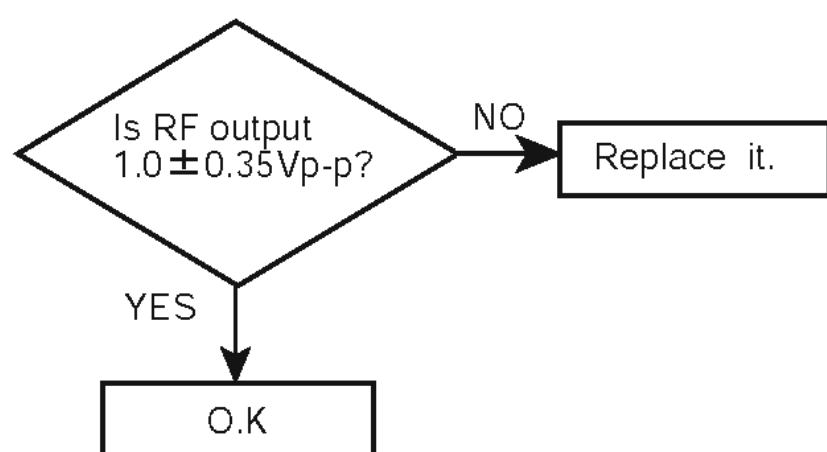 Is RF output
1.0±0.35Vp-p?
NO
Replace it.
YES
O.K